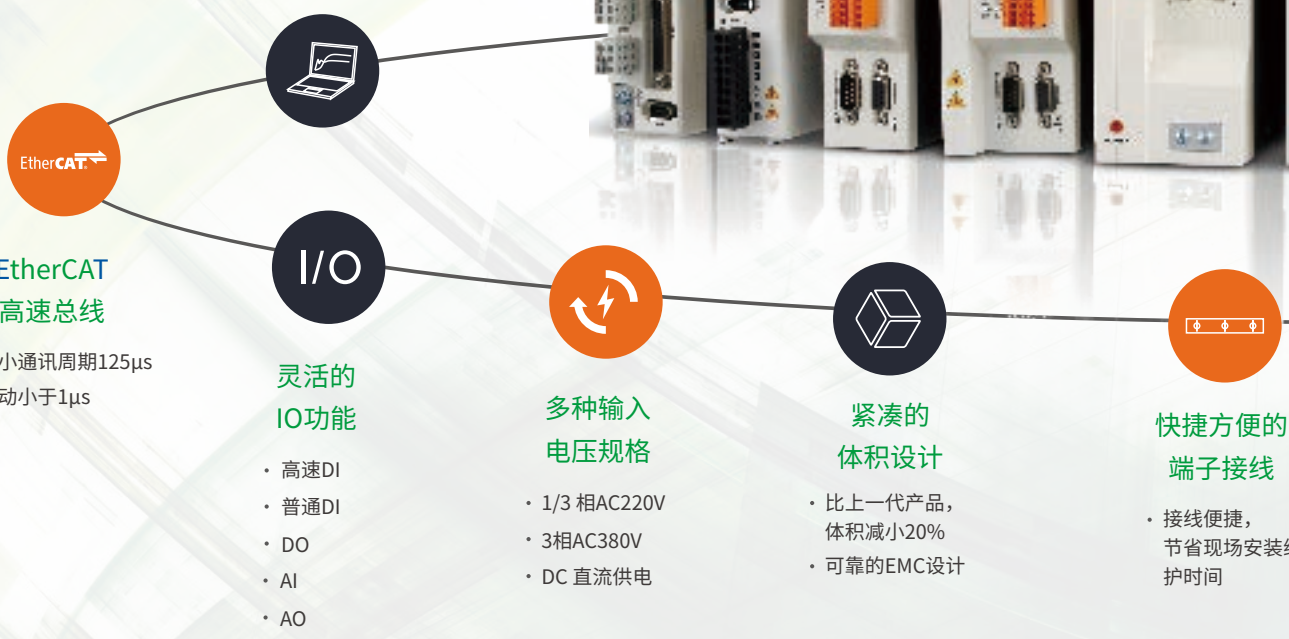 EtherCAT
EtherCAT
高速总线
小通讯周期125μs
动小于1μs
I/O
灵活的
IO功能
· 高速DI
· 普通DI
· DO
· AI
· AO
多种输入
电压规格
· 1/3 相AC220V
· 3相AC380V
· DC 直流供电
紧凑的
体积设计
· 比上一代产品，
体积减小20%
· 可靠的EMC设计
快捷方便的
端子接线
· 接线便捷，
节省现场安装
护时间